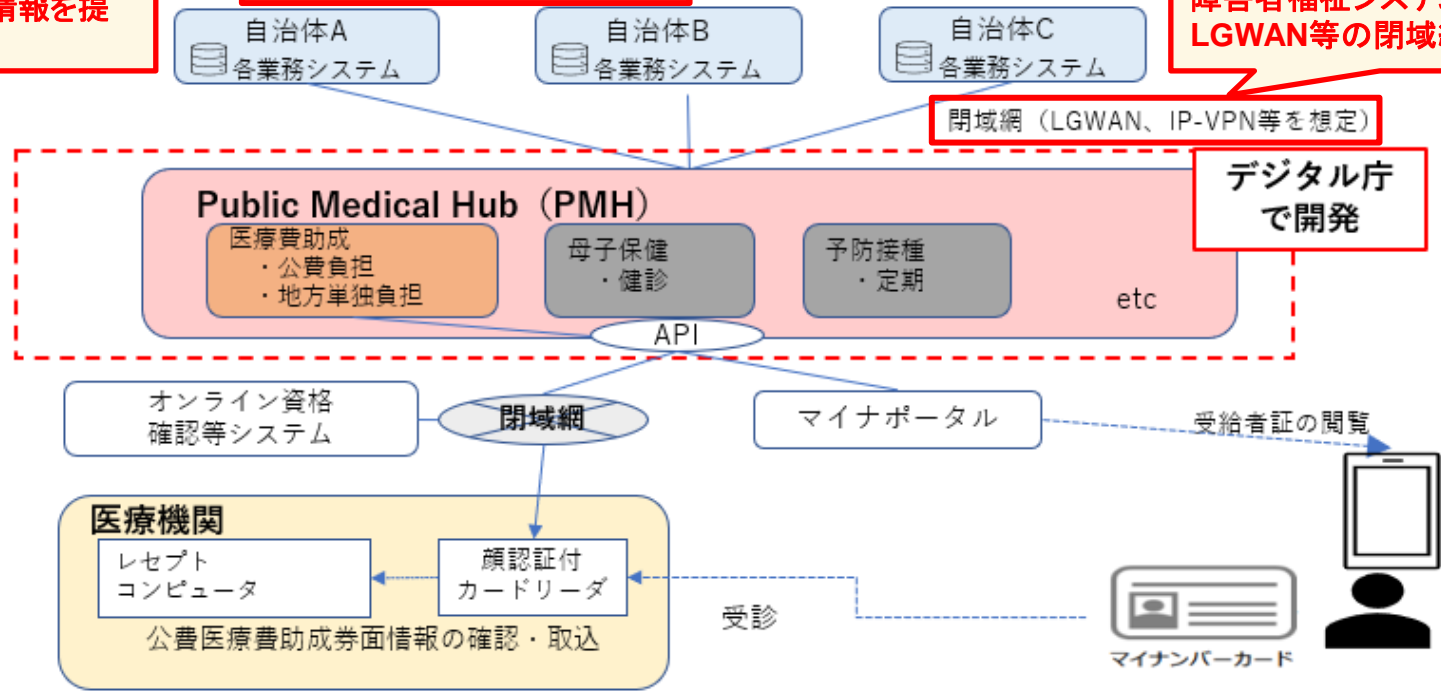 情報を提
障害者福祉システ
LGWAN等の閉域
自治体A
各業務システム
自治体B
各業務システム
自治体C
各業務システム
閉域網（LGWAN、IP-VPN等を想定）
デジタル庁
で開発
Public Medical Hub（PMH）
医療費助成
・公費負担
・地方単独負担
母子保健
・健診
予防接種
・定期
etc
API
オンライン資格
確認等システム
閉域網
マイナポータル
受給者証の閲覧
医療機関
レセプト
コンピュータ
顔認証付
カードリーダ
公費医療費助成券面情報の確認・取込
受診
マイナンバーカード